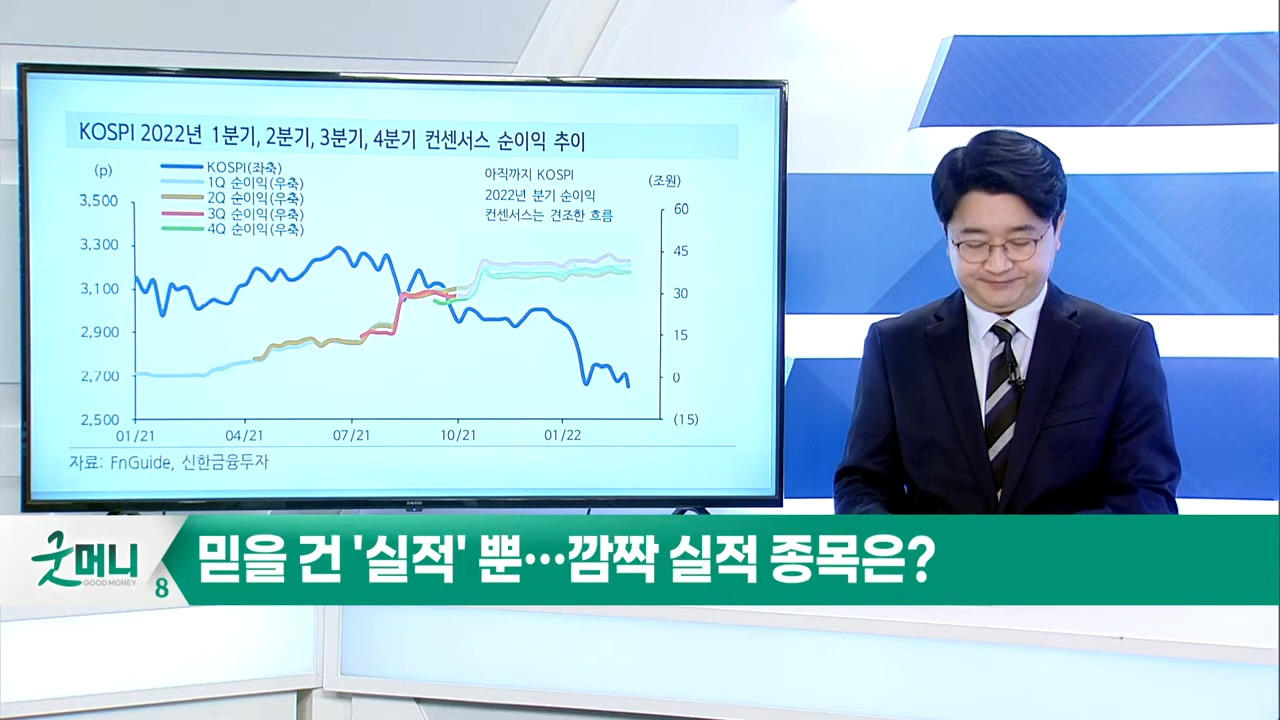 KOSPI 2022년 1분기, 2분기, 3분기, 4분기 컨센서스 순이익 추이
(p)
KOSPI(좌축)
1Q 순이익(우축)
2Q 순이익(우축)
3Q 순이익(우축)
4Q 순이익(우축)
아직까지 KOSPI
2022년 분기 순이익
컨센서스는 견조한 흐름
(조원)
3,500
3,300
3,100
2,900
2,700
2,500
60
45
30
15
0
(15)
01/21
04/21
07/21
10/21
01/22
자료: FnGuide, 신한금융투자
굿머니
GOOD MONEY
8
믿을 건 '실적' 뿐…깜짝 실적 종목은?